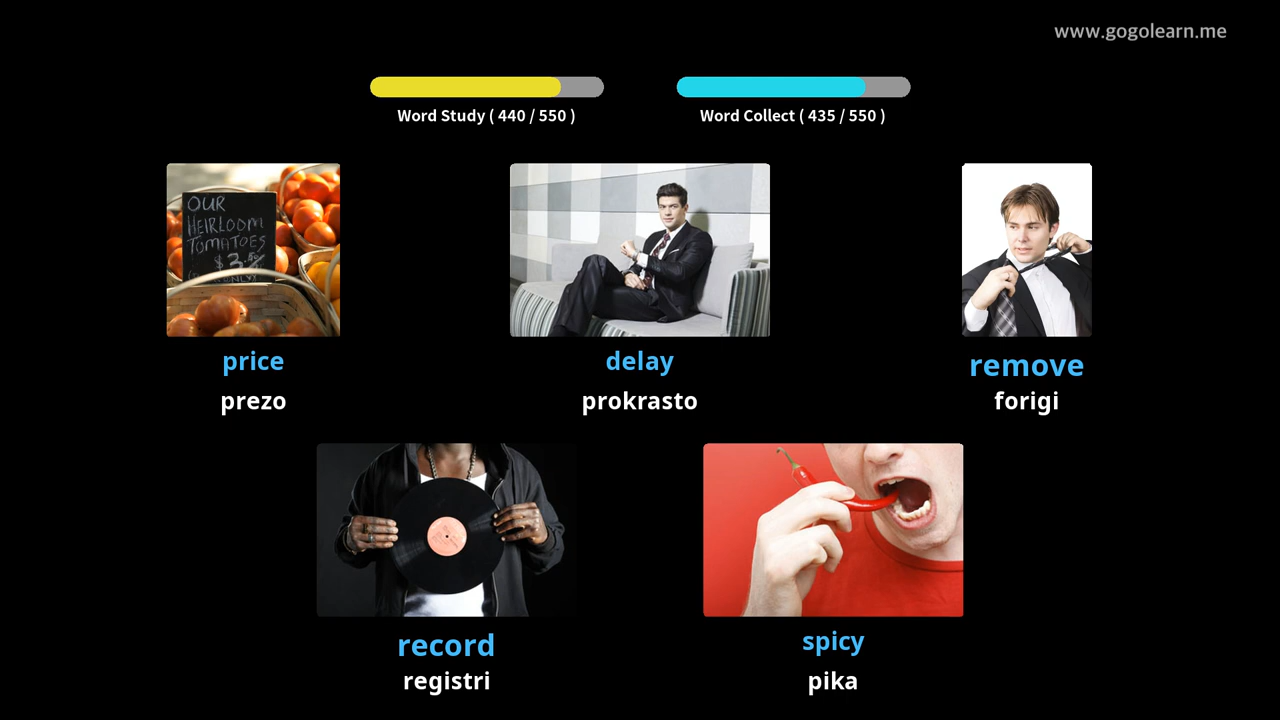 www.gogolearn.me
Word Study ( 440 / 550 )
Word Collect ( 435 / 550 )
OUR
HEIRLOOM
TOMATOES
price
delay
remove
prezo
prokrasto
forigi
record
spicy
registri
pika